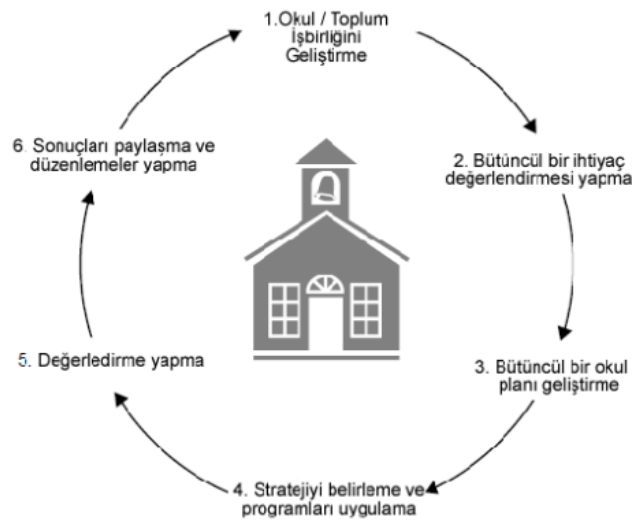 1.Okul / Toplum
İşbirliğini
Geliştirme
2. Bütüncül bir ihtiyaç
değerlendirmesi yapma
3. Bütüncül bir okul
planı geliştirme
4. Stratejiyi belirleme ve
programları uygulama
5. Değerledirme yapma
6 Sonuçları paylaşma ve
düzenlemeler yapma